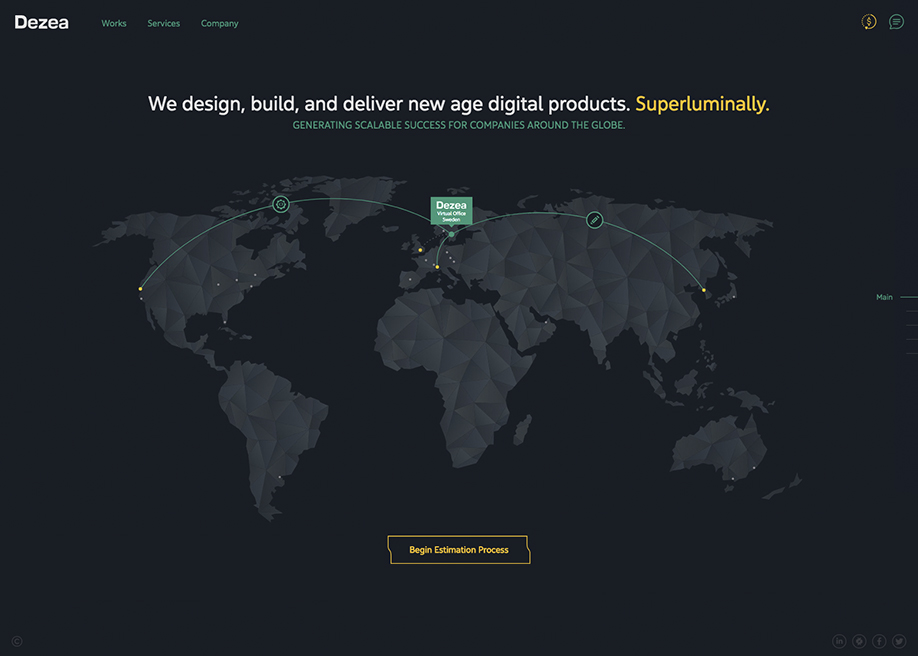 Dezea
Works
Services
Company
We design, build, and deliver new age digital products. Superluminally.
GENERATING SCALABLE SUCCESS FOR COMPANIES AROUND THE GLOBE.
Dezea
Virtual Office
Sweden
Main
Begin Estimation Process
©